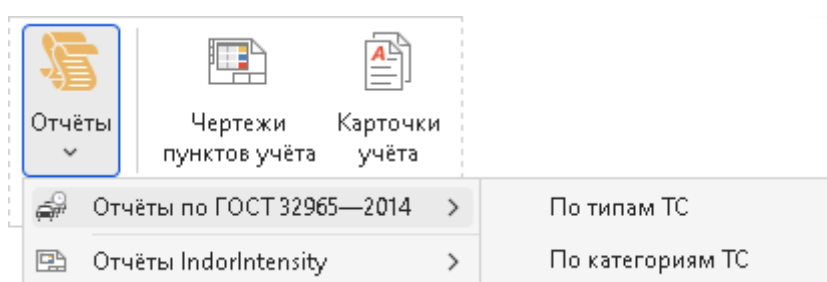 Отчёты
Чертежи
пунктов учёта
Карточки
учёта
Отчёты по ГОСТ 32965—2014
По типам ТС
Отчёты IndorIntensity
По категориям ТС